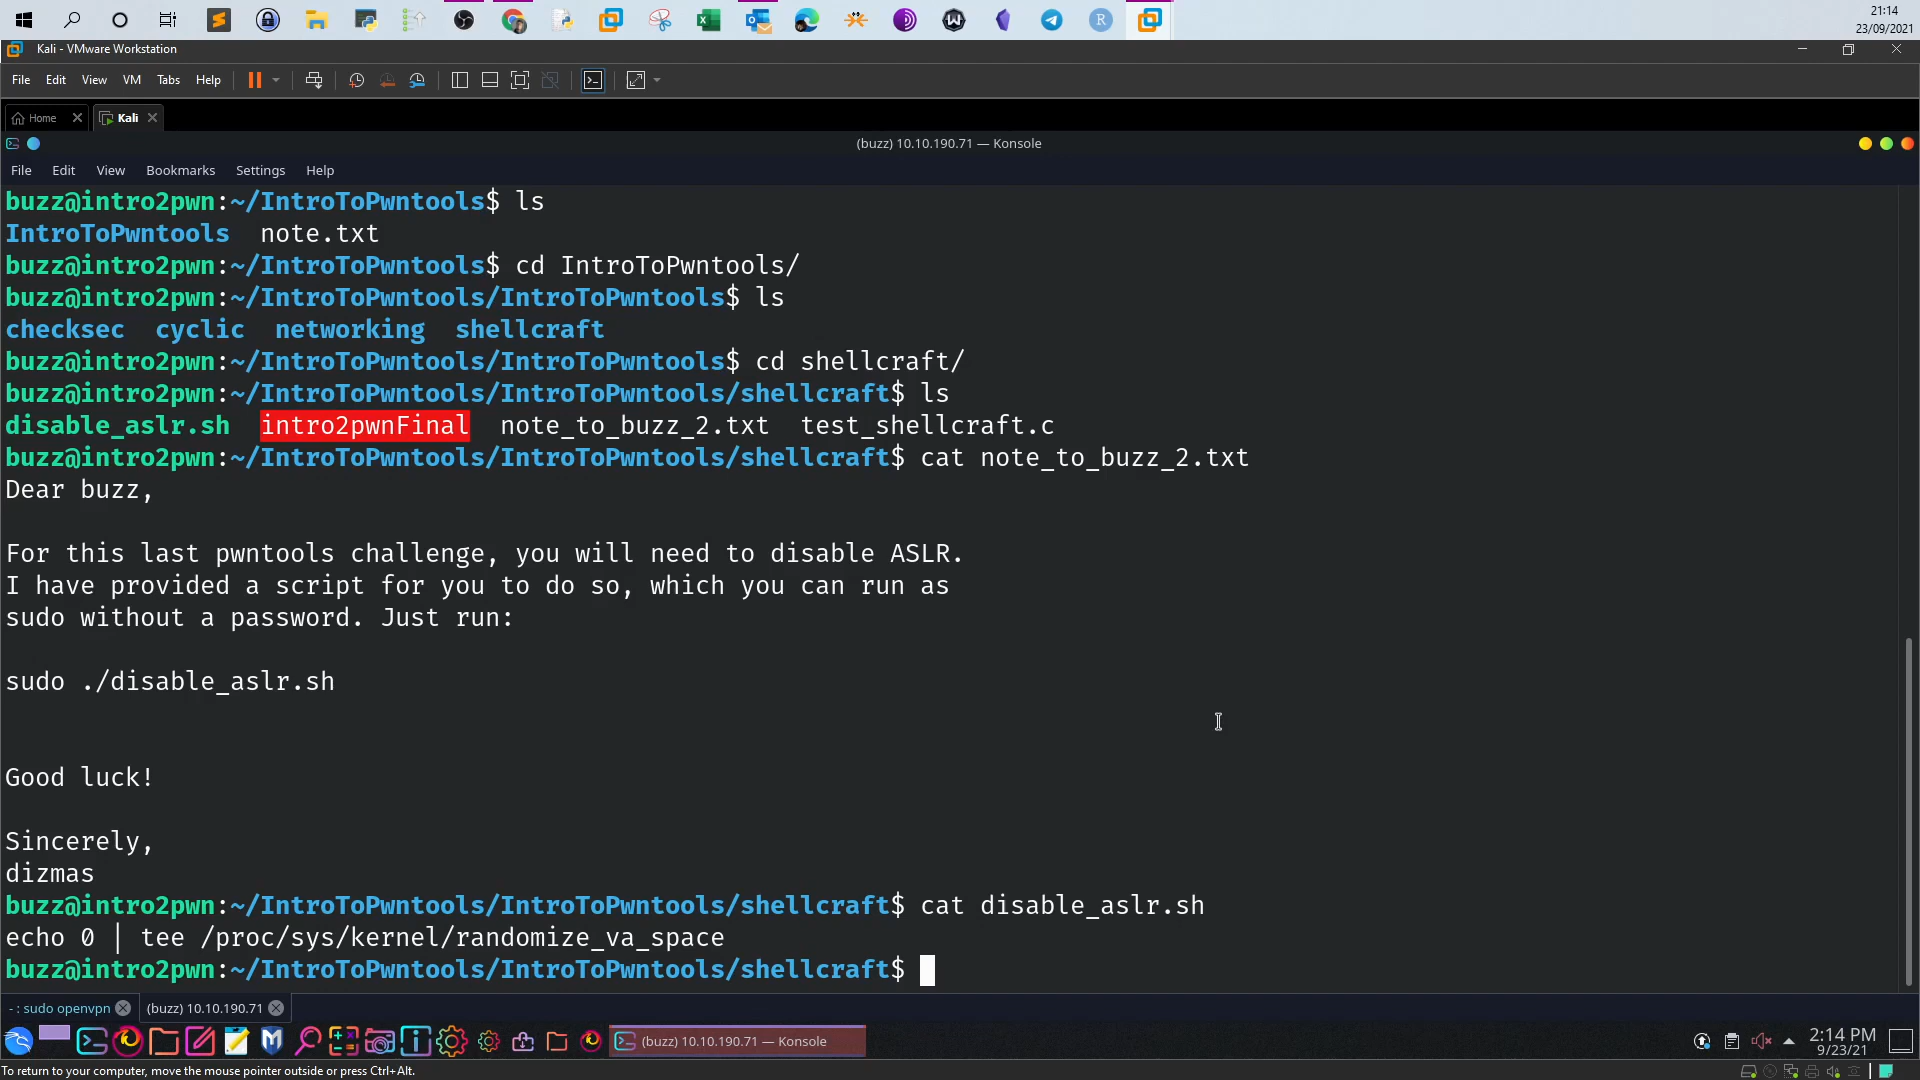 21:14
23/09/2021
Kali - VMware Workstation
File Edit View VM Tabs Help
Home Kali
(buzz) 10.10.190.71 — Konsole
File Edit View Bookmarks Settings Help
buzz@intro2pwn:~/IntroToPwntools$ ls
IntroToPwntools note.txt
buzz@intro2pwn:~/IntroToPwntools$ cd IntroToPwntools/
buzz@intro2pwn:~/IntroToPwntools/IntroToPwntools$ ls
checksec cyclic networking shellcraft
buzz@intro2pwn:~/IntroToPwntools/IntroToPwntools$ cd shellcraft/
buzz@intro2pwn:~/IntroToPwntools/IntroToPwntools/shellcraft$ ls
disable_aslr.sh intro2pwnFinal note_to_buzz_2.txt test_shellcraft.c
buzz@intro2pwn:~/IntroToPwntools/IntroToPwntools/shellcraft$ cat note_to_buzz_2.txt
Dear buzz,
For this last pwntools challenge, you will need to disable ASLR.
I have provided a script for you to do so, which you can run as
sudo without a password. Just run:
sudo ./disable_aslr.sh
Good luck!
Sincerely,
dizmas
buzz@intro2pwn:~/IntroToPwntools/IntroToPwntools/shellcraft$ cat disable_aslr.sh
echo 0 | tee /proc/sys/kernel/randomize_va_space
buzz@intro2pwn:~/IntroToPwntools/IntroToPwntools/shellcraft$
- : sudo openvpn (buzz) 10.10.190.71
(buzz) 10.10.190.71 — Konsole
2:14 PM
9/23/21
To return to your computer, move the mouse pointer outside or press Ctrl+Alt.